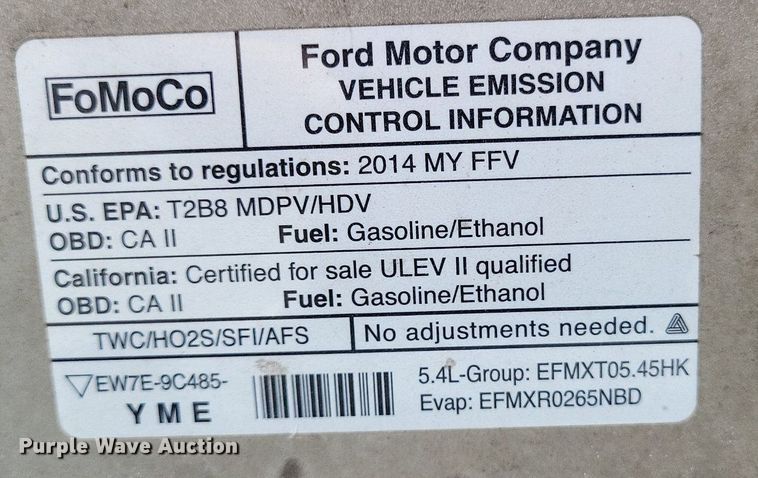 FoMoCo
Ford Motor Company
VEHICLE EMISSION
CONTROL INFORMATION
Conforms to regulations: 2014 MY FFV
U.S. EPA: T2B8 MDPV/HDV
OBD: CA II Fuel: Gasoline/Ethanol
California: Certified for sale ULEV II qualified
OBD: CA II Fuel: Gasoline/Ethanol
TWC/HO2S/SFI/AFS No adjustments needed.
EW7E-9C485-
YME
5.4L-Group: EFMXT05.45HK
Evap: EFMXR0265NBD
Purple Wave Auction